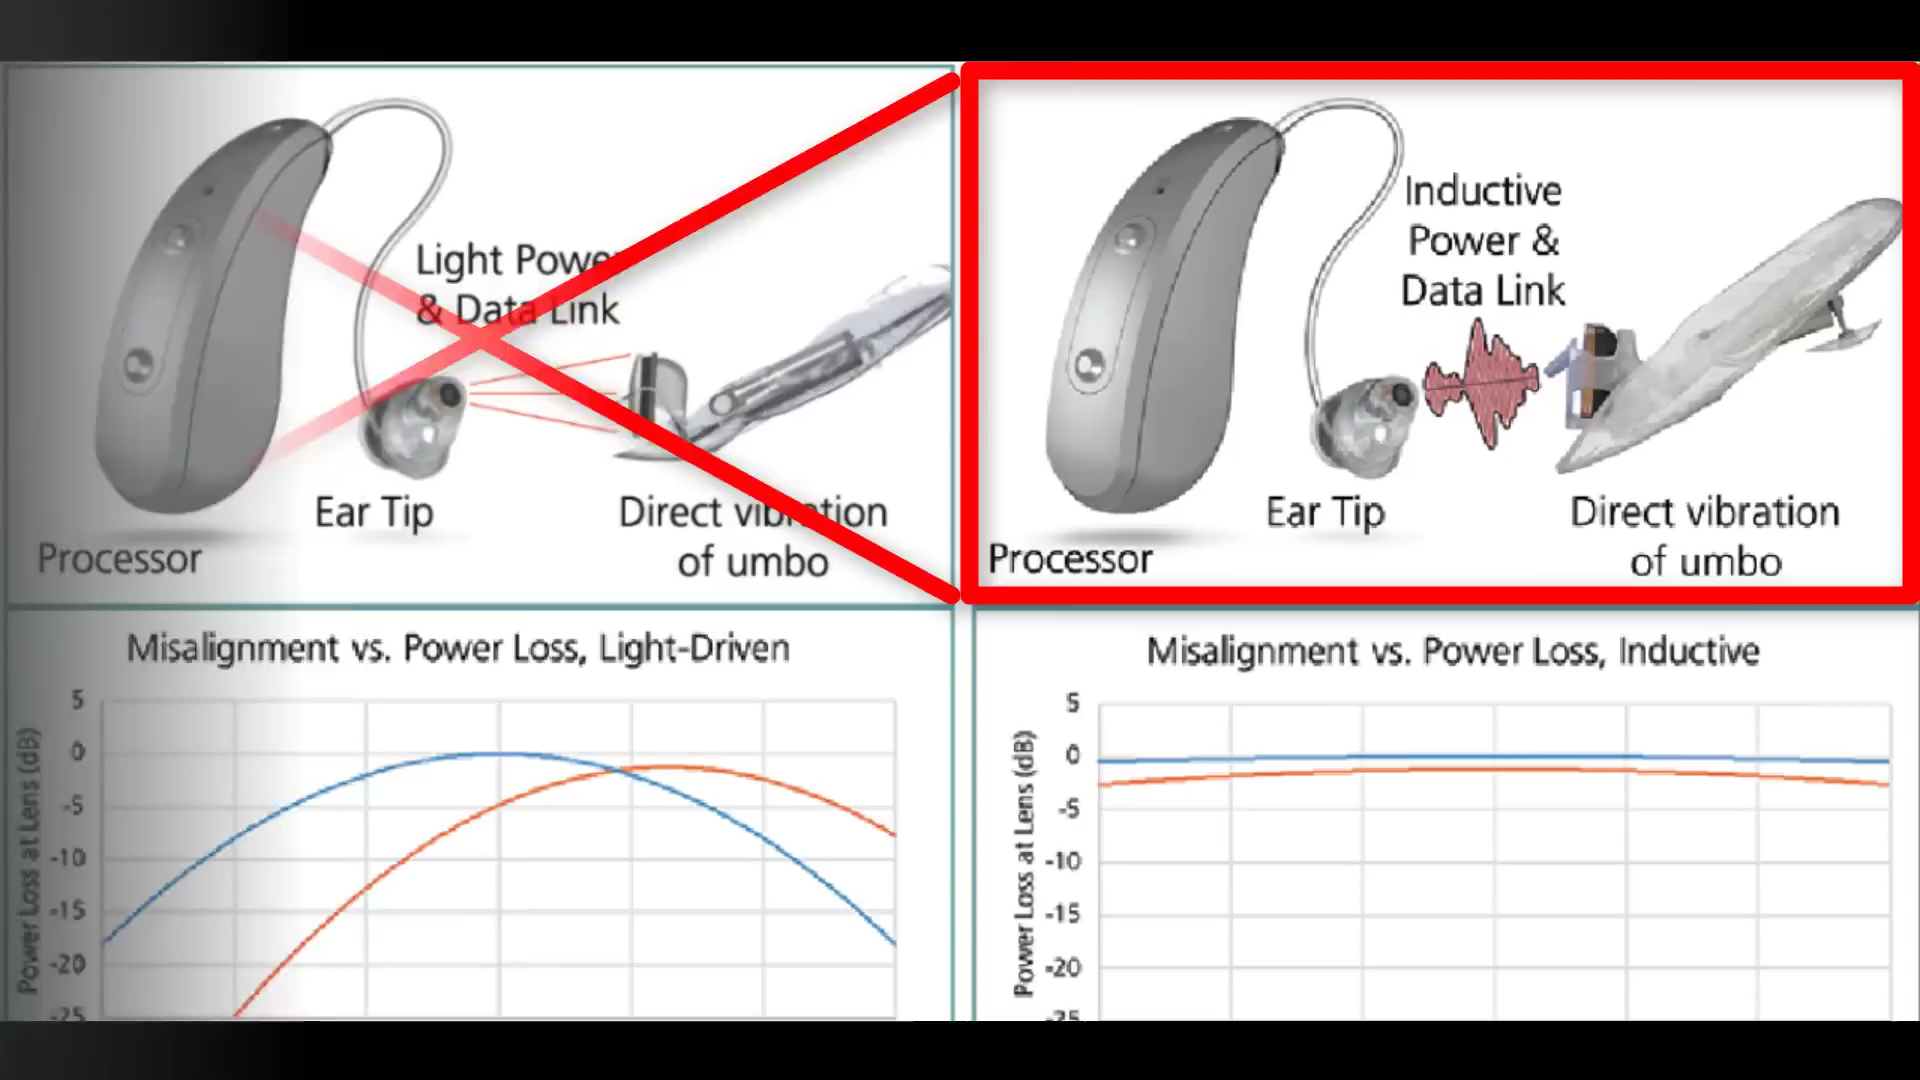 Light Power
& Data Link
Ear Tip
Direct vibration
of umbo
Processor
Inductive
Power &
Data Link
Ear Tip
Direct vibration
of umbo
Processor
Misalignment vs. Power Loss, Light-Driven
Power Loss at Lens (dB)
5
0
-5
-10
-15
-20
-25
Misalignment vs. Power Loss, Inductive
Power Loss at Lens (dB)
5
0
-5
-10
-15
-20
-25